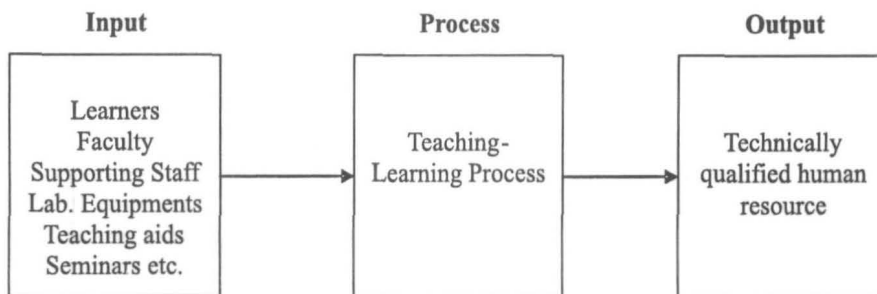 Input
Learners
Faculty
Supporting Staff
Lab. Equipments
Teaching aids
Seminars etc.
Process
Teaching-
Learning Process
Output
Technically
qualified human
resource